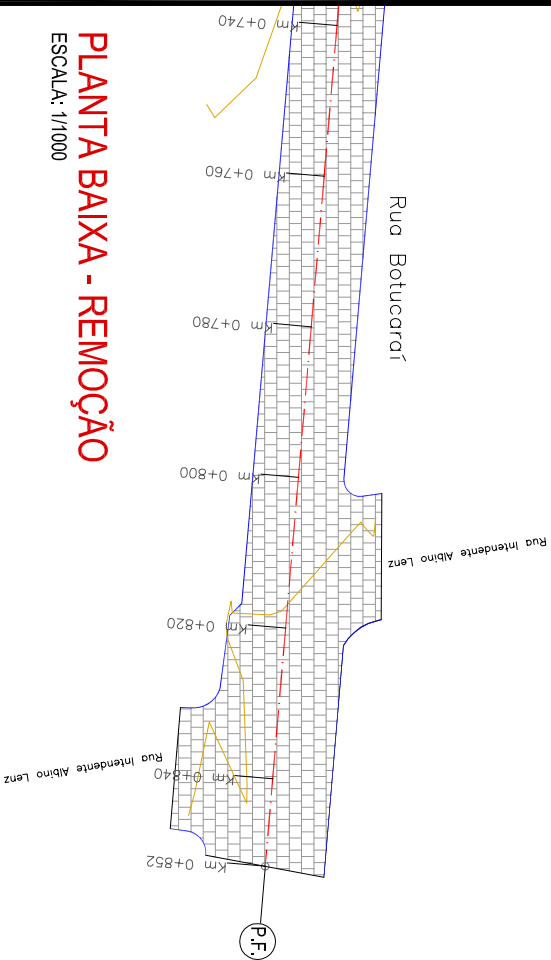 PLANTA BAIXA - REMOÇÃO
ESCALA: 1/1000
Rua Botucaraí
Km 0+740
Km 0+760
Km 0+780
Km 0+800
Km 0+820
Km 0+840
Km 0+852
Rua Intendente Albino Lenz
Rua Intendente Albino Lenz
P.F.